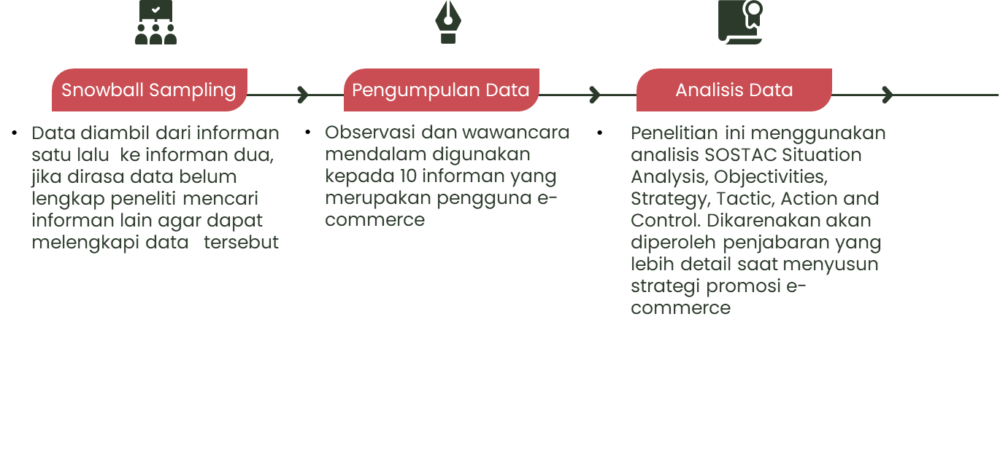 Snowball Sampling
Pengumpulan Data
Analisis Data
• Data diambil dari informan
satu lalu ke informan dua,
jika dirasa data belum
lengkap peneliti mencari
informan lain agar dapat
melengkapi data tersebut
• Observasi dan wawancara
mendalam digunakan
kepada 10 informan yang
merupakan pengguna e-
commerce
• Penelitian ini menggunakan
analisis SOSTAC Situation
Analysis, Objectivities,
Strategy, Tactic, Action and
Control. Dikarenakan akan
diperoleh penjabaran yang
lebih detail saat menyusun
strategi promosi e-
commerce